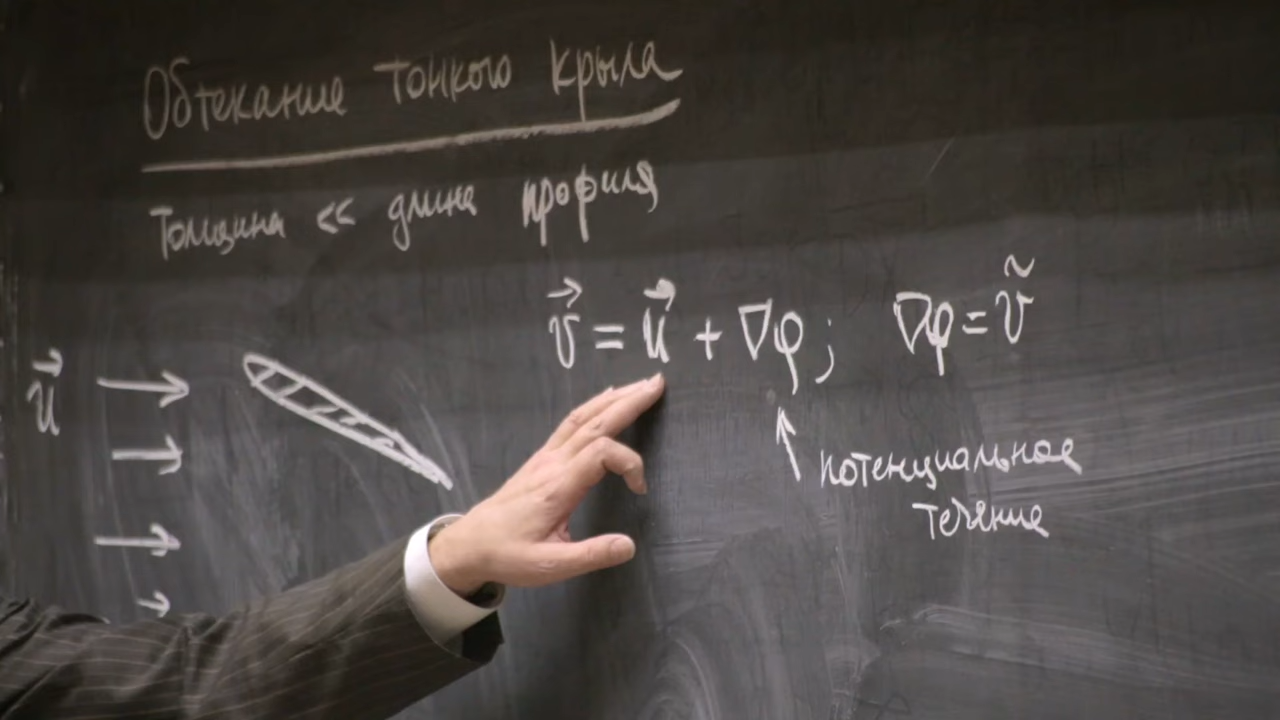 Обтекание тонкого крыла
Толщина << длина профиля
v⃗ = u⃗ + ∇φ; ∇φ = ṽ
u⃗
потенциальное
течение